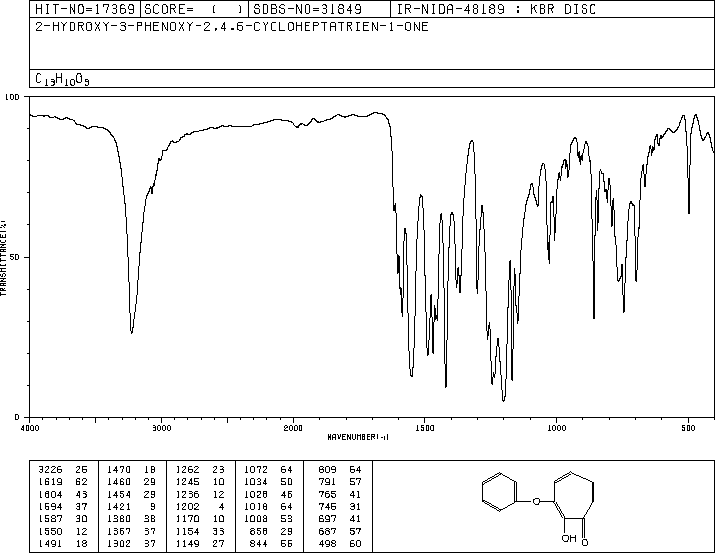 HIT-NO=17369 SCORE= ( ) SDBS-NO=31849 IR-NIDA-48189 : KBR DISC
2-HYDROXY-3-PHENOXY-2,4,6-CYCLOHEPTATRIEN-1-ONE
C13H10O3
100
50
0
TRANSMITTANCE(%)
4000 3000 2000 1500 1000 500
WAVENUMBER(-1)
3226 26 1470 18 1262 23 1072 64 809 64
1619 62 1460 29 1245 10 1034 50 791 57
1604 43 1454 29 1236 12 1028 46 765 41
1594 37 1421 9 1202 4 1018 64 745 31
1587 30 1380 38 1170 10 1008 53 697 41
1550 12 1367 37 1154 33 858 29 687 57
1491 18 1302 37 1149 27 844 56 498 60
O
OH O